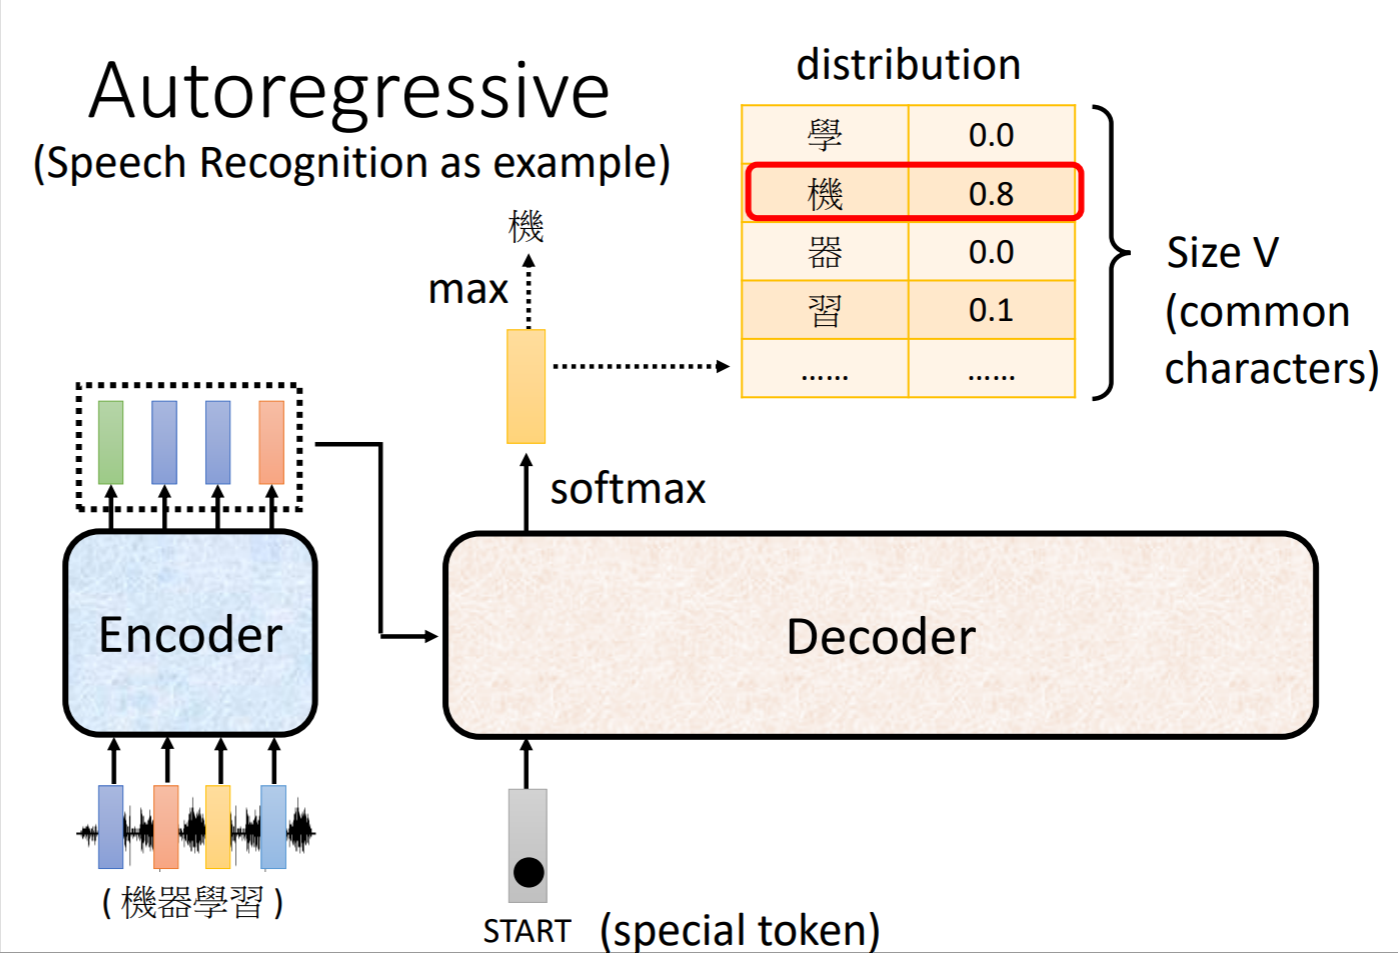 Autoregressive
(Speech Recognition as example)
distribution
學 0.0
機 0.8
器 0.0
習 0.1
...... ......
Size V
(common
characters)
機
max
softmax
Encoder
Decoder
(機器學習)
START (special token)